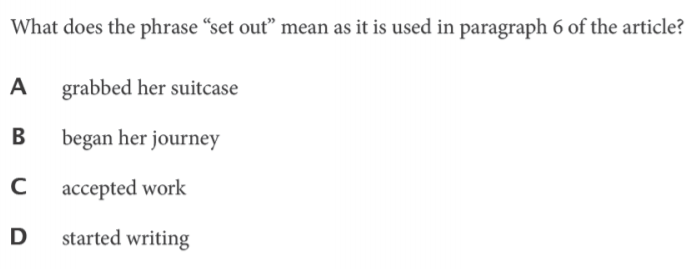 What does the phrase “set out” mean as it is used in paragraph 6 of the article?
A grabbed her suitcase
B began her journey
C accepted work
D started writing